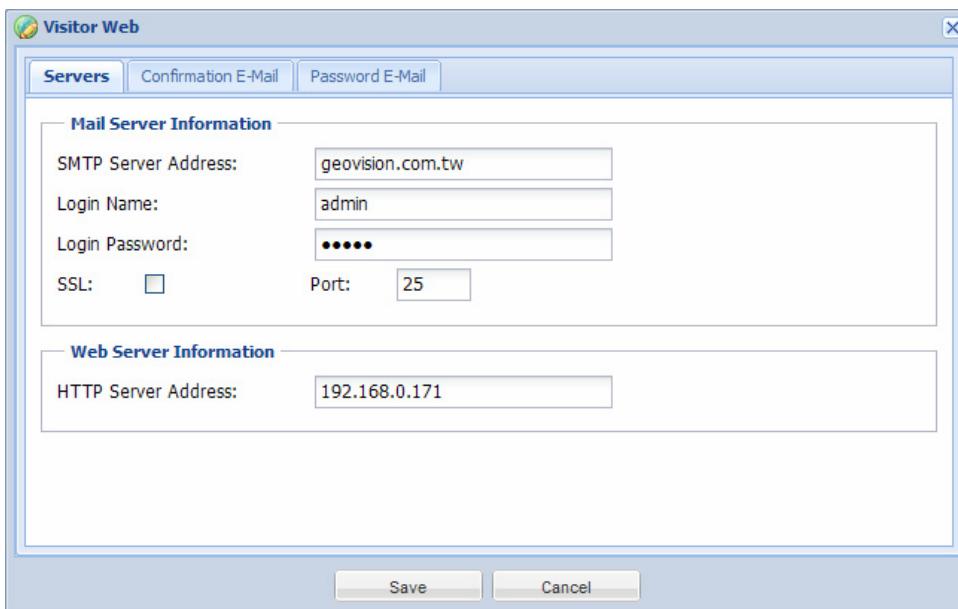 Visitor Web
Servers Confirmation E-Mail Password E-Mail
Mail Server Information
SMTP Server Address: geovision.com.tw
Login Name: admin
Login Password: •••••
SSL: Port: 25
Web Server Information
HTTP Server Address: 192.168.0.171
Save Cancel